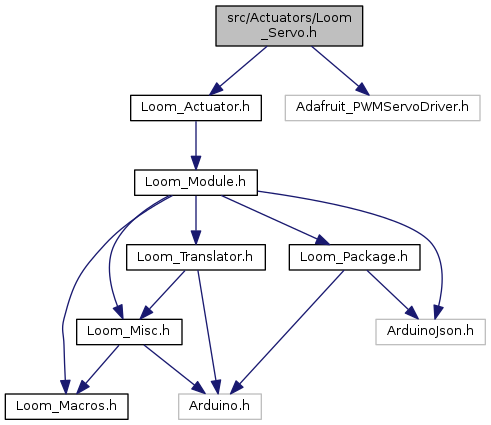 src/Actuators/Loom
_Servo.h
Loom_Actuator.h
Adafruit_PWMServoDriver.h
Loom_Module.h
Loom_Translator.h
Loom_Package.h
Loom_Misc.h
ArduinoJson.h
Loom_Macros.h
Arduino.h